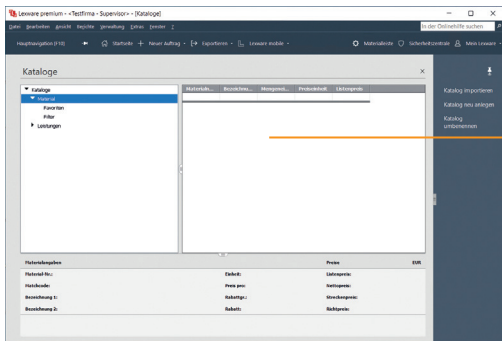 Lexware premium - <Testfirma - Supervisor> - [Kataloge]
Datei Bearbeiten Ansicht Berichte Verwaltung Extras Fenster ?
In der Onlinehilfe suchen
Hauptnavigation (F10) Startseite Neuer Auftrag Exportieren Lexware mobile Materialliste Sicherheitszentrale Mein Lexware
Kataloge
Kataloge
Material
Favoriten
Filter
Leistungen
Materialn... Bezeichnu... Mengenei... Preiseinheit Listenpreis
Katalog importieren
Katalog neu anlegen
Katalog umbenennen
Materialangaben Preise EUR
Material-Nr.: Einheit: Listenpreis:
Matchcode: Preis pro: Nettopreis:
Bezeichnung 1: Rabattgr.: Streckenpreis:
Bezeichnung 2: Rabatt: Richtpreis: